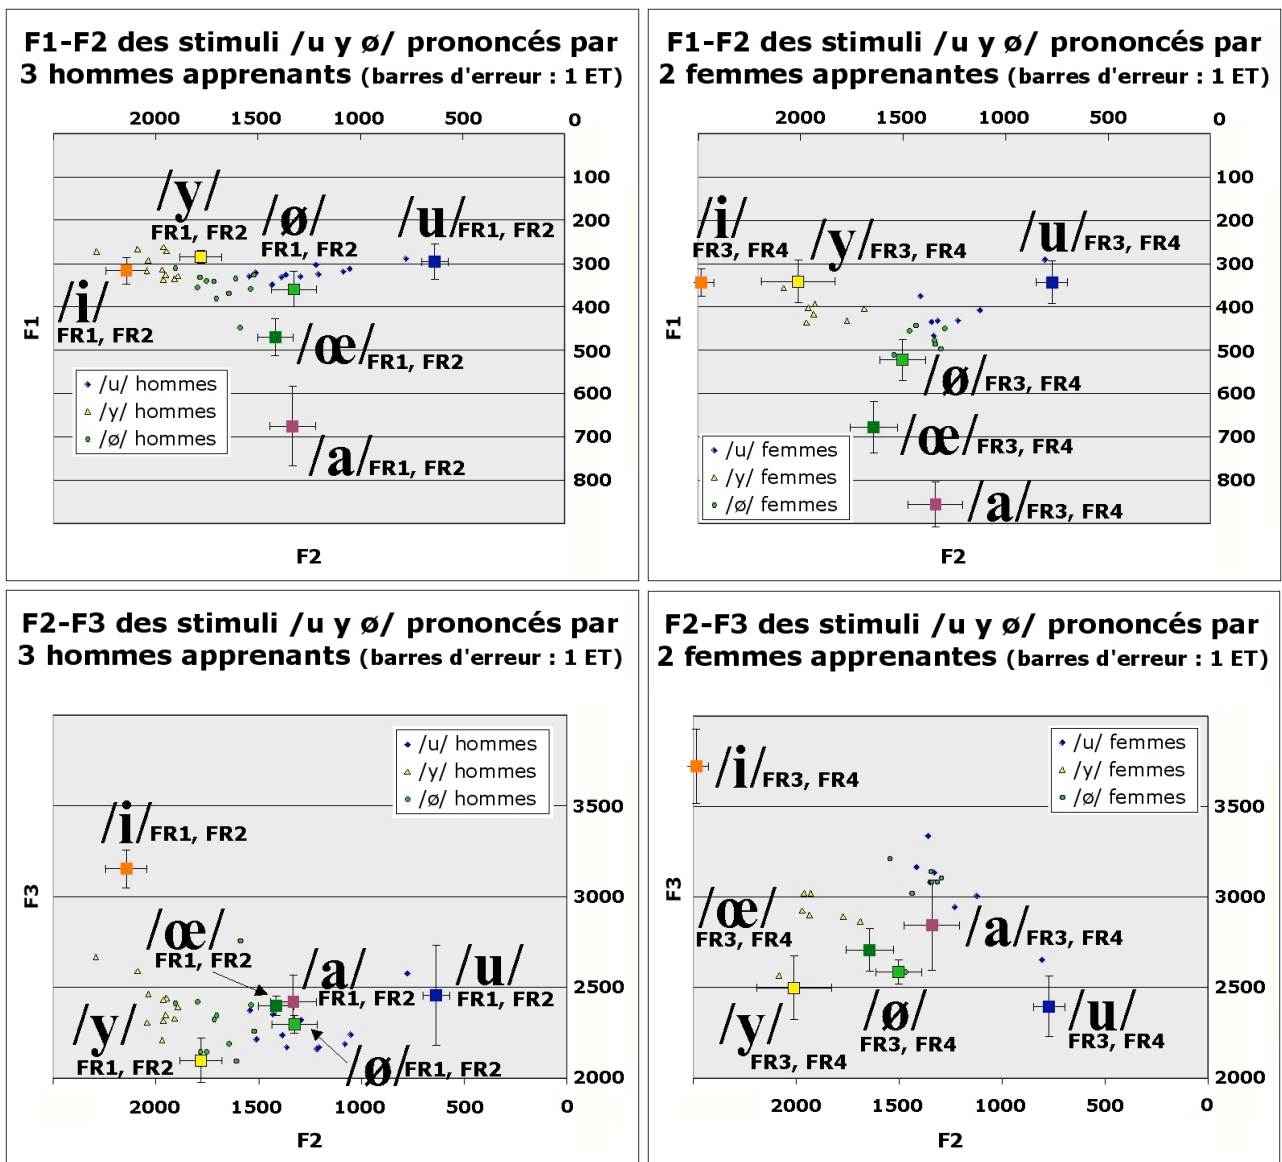 F1-F2 des stimuli /u y ø/ prononcés par
3 hommes apprenants (barres d'erreur : 1 ET)
2000 1500 1000 500 0
100
200
300
400
500
600
700
800
F1
F2
/y/
FR1, FR2
/ø/
FR1, FR2
/u/FR1, FR2
/i/
FR1, FR2
/œ/FR1, FR2
/a/FR1, FR2
/u/ hommes
/y/ hommes
/ø/ hommes
F1-F2 des stimuli /u y ø/ prononcés par
2 femmes apprenantes (barres d'erreur : 1 ET)
2000 1500 1000 500 0
100
200
300
400
500
600
700
800
F1
F2
/i/
FR3, FR4
/y/FR3, FR4
/u/FR3, FR4
/ø/FR3, FR4
/œ/FR3, FR4
/a/FR3, FR4
/u/ femmes
/y/ femmes
/ø/ femmes
F2-F3 des stimuli /u y ø/ prononcés par
3 hommes apprenants (barres d'erreur : 1 ET)
/u/ hommes
/y/ hommes
/ø/ hommes
3500
3000
2500
2000
F3
/i/FR1, FR2
/œ/
FR1, FR2
/a/
FR1, FR2
/u/
FR1, FR2
/y/
FR1, FR2
/ø/FR1, FR2
2000 1500 1000 500 0
F2
F2-F3 des stimuli /u y ø/ prononcés par
2 femmes apprenantes (barres d'erreur : 1 ET)
/u/ femmes
/y/ femmes
/ø/ femmes
3500
3000
2500
2000
F3
/i/FR3, FR4
/œ/
FR3, FR4
/a/FR3, FR4
/y/
FR3, FR4
/ø/
FR3, FR4
/u/
FR3, FR4
2000 1500 1000 500 0
F2